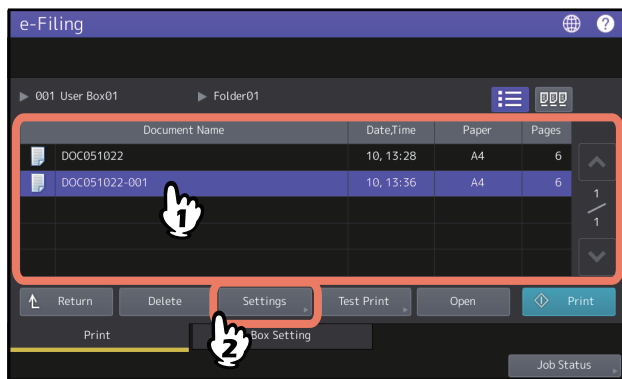 e-Filing ?
001 User Box01 Folder01
Document Name Date,Time Paper Pages
DOC051022 10, 13:28 A4 6
DOC051022-001 10, 13:36 A4 6
1
1
1
Return Delete Settings Test Print Open Print
2
Print Box Setting
Job Status